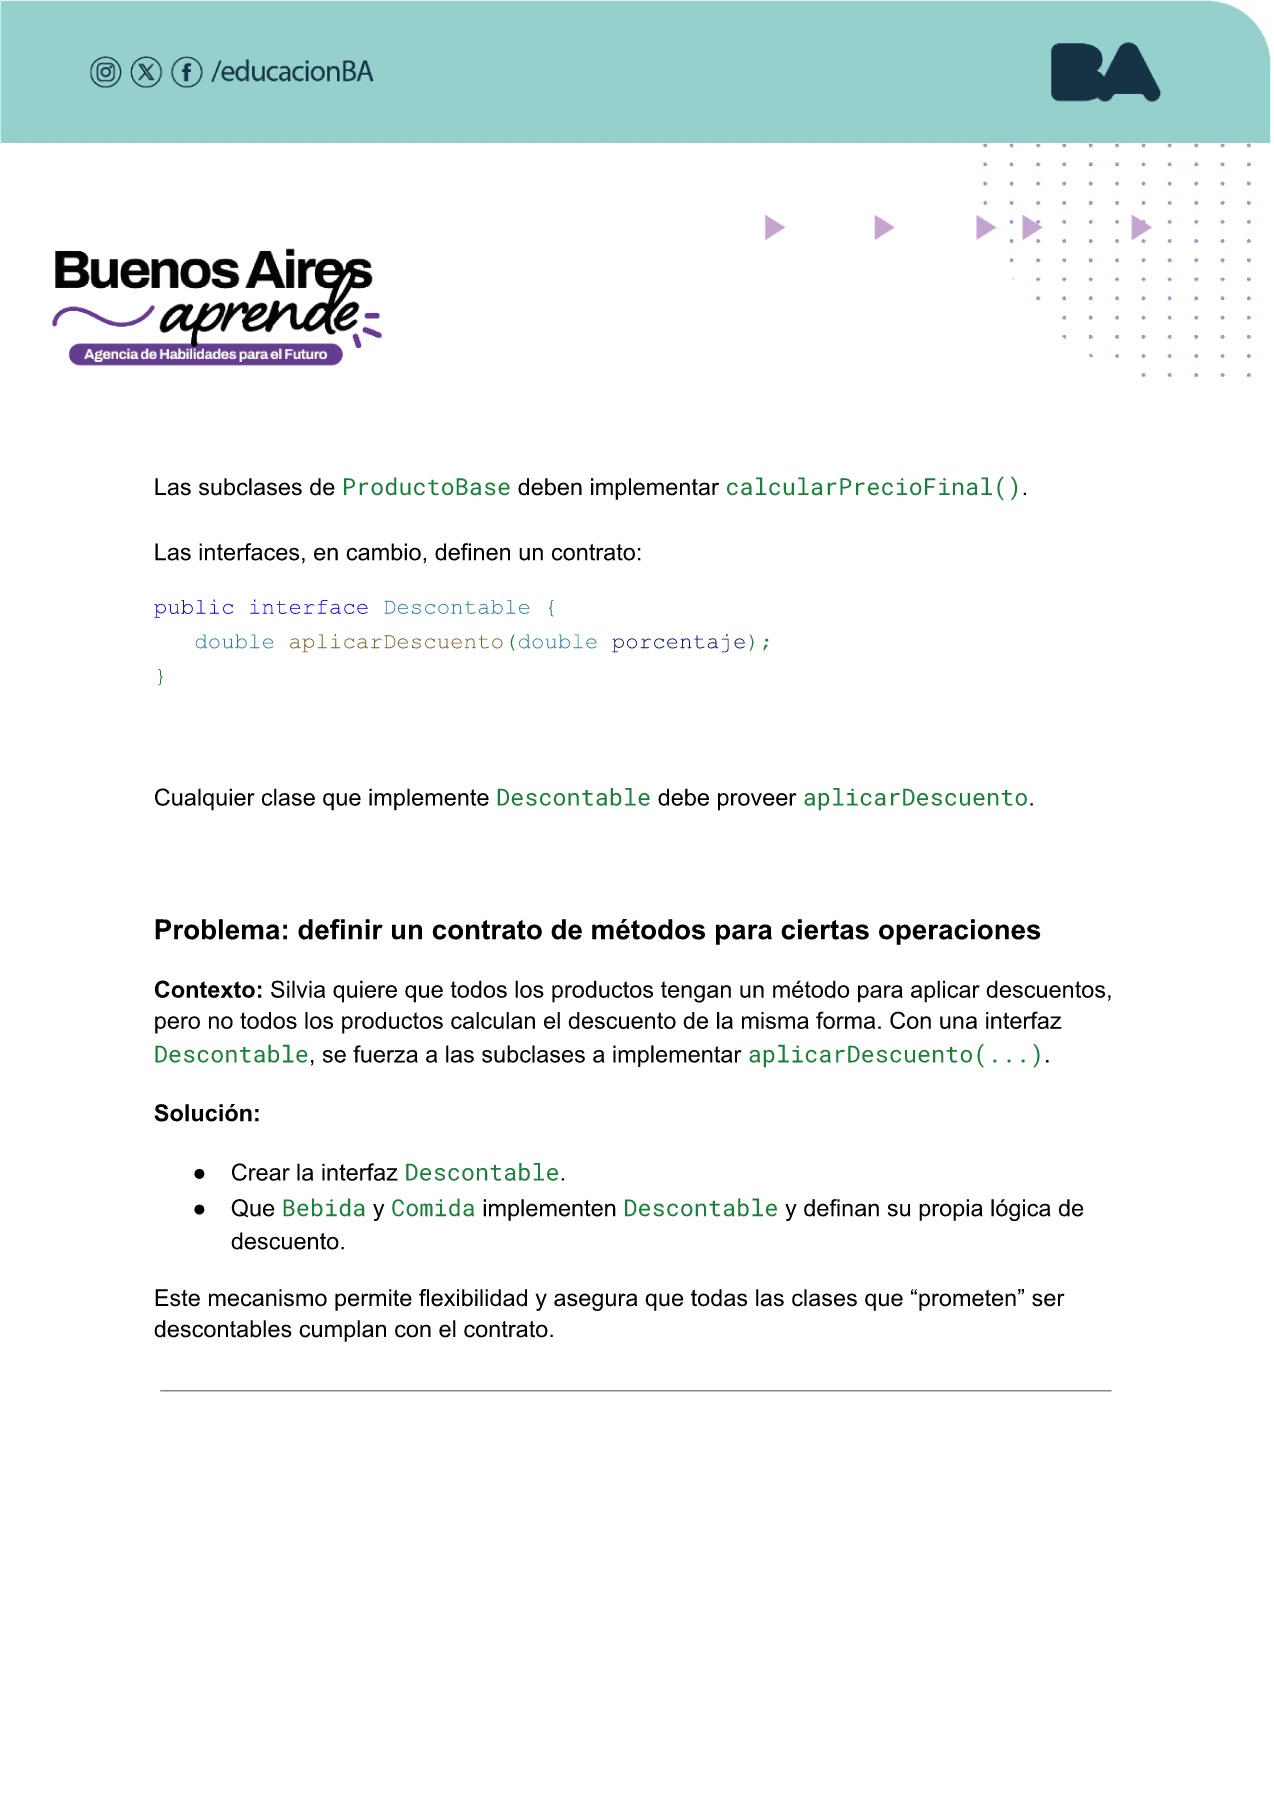 /educacionBA
BA
Buenos Aires
aprende
Agencia de Habilidades para el Futuro
Las subclases de ProductoBase deben implementar calcularPrecioFinal().
Las interfaces, en cambio, definen un contrato:
public interface Descontable {
    double aplicarDescuento(double porcentaje);
}
Cualquier clase que implemente Descontable debe proveer aplicarDescuento.
Problema: definir un contrato de métodos para ciertas operaciones
Contexto: Silvia quiere que todos los productos tengan un método para aplicar descuentos,
pero no todos los productos calculan el descuento de la misma forma. Con una interfaz
Descontable, se fuerza a las subclases a implementar aplicarDescuento(...).
Solución:
● Crear la interfaz Descontable.
● Que Bebida y Comida implementen Descontable y definan su propia lógica de
descuento.
Este mecanismo permite flexibilidad y asegura que todas las clases que “prometen” ser
descontables cumplan con el contrato.